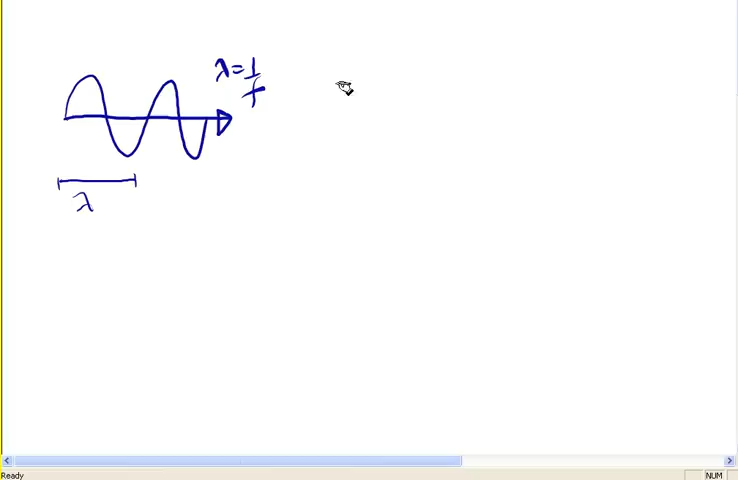 λ = 1/f
λ
Ready
NUM